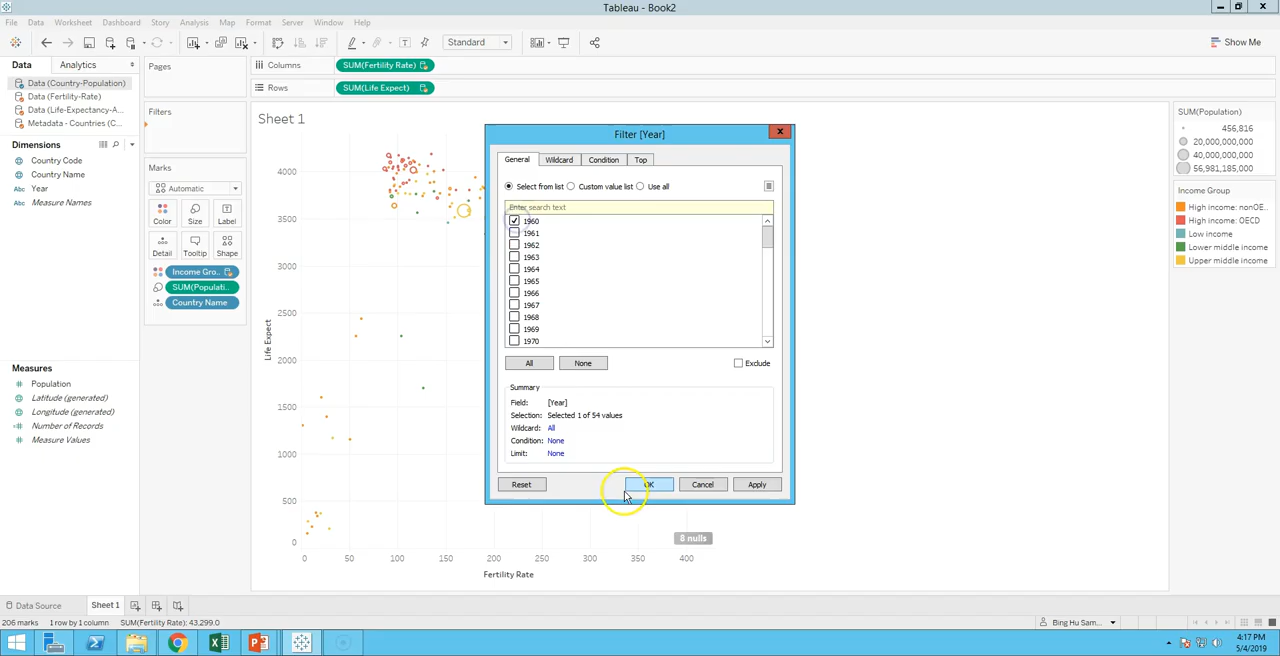 Tableau - Book2
File Data Worksheet Dashboard Story Analysis Map Format Server Window Help
Standard
Show Me
Data Analytics
Data (Country-Population)
Data (Fertility-Rate)
Data (Life-Expectancy-A...
Metadata - Countries (C...
Dimensions
Country Code
Country Name
Abc Year
Abc Measure Names
Measures
Population
Latitude (generated)
Longitude (generated)
Number of Records
Measure Values
Pages
Filters
Marks
Automatic
Color Size Label
Detail Tooltip Shape
Income Gro..
SUM(Populati..
Country Name
Columns SUM(Fertility Rate)
Rows SUM(Life Expect)
Sheet 1
Life Expect
4000
3500
3000
2500
2000
1500
1000
500
0
0 50 100 150 200 250 300 350 400
Fertility Rate
8 nulls
Filter [Year]
General Wildcard Condition Top
Select from list Custom value list Use all
Enter search text
1960
1961
1962
1963
1964
1965
1966
1967
1968
1969
1970
All None Exclude
Summary
Field: [Year]
Selection: Selected 1 of 54 values
Wildcard: All
Condition: None
Limit: None
Reset OK Cancel Apply
SUM(Population)
456,816
20,000,000,000
40,000,000,000
56,981,185,000
Income Group
High income: nonOE..
High income: OECD
Low income
Lower middle income
Upper middle income
Data Source Sheet 1
206 marks 1 row by 1 column SUM(Fertility Rate): 43,299.0
Bing Hu Sam...
4:17 PM
5/4/2019